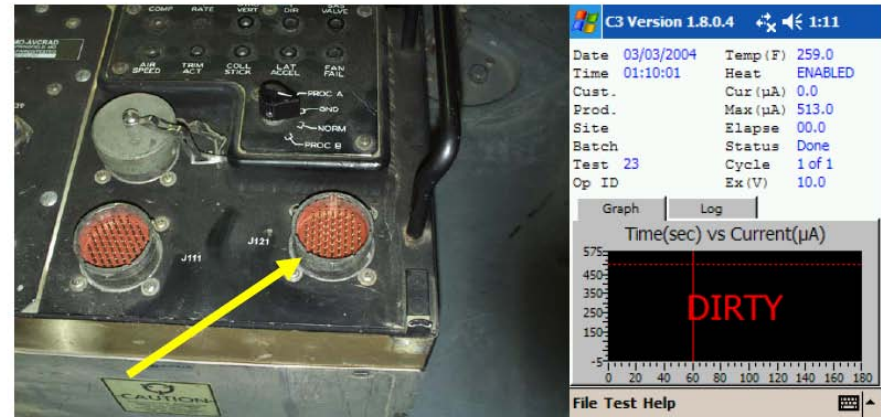 COMP RATE VERT DIR VALVE
MO-AVCRAD
AIR SPEED
TRIM ACT
COLL STICK
LAT ACCEL
FAN FAIL
PROC A
GND
NORM
PROC B
J111
J121
CAUTION
C3 Version 1.8.0.4 1:11
Date 03/03/2004 Temp(F) 259.0
Time 01:10:01 Heat ENABLED
Cust. Cur(µA) 0.0
Prod. Max(µA) 513.0
Site Elapse 00.0
Batch Status Done
Test 23 Cycle 1 of 1
Op ID Ex(V) 10.0
Graph Log
Time(sec) vs Current(µA)
575
450
350
250
150
-5
DIRTY
0 20 40 60 80 100 120 140 160 180
File Test Help